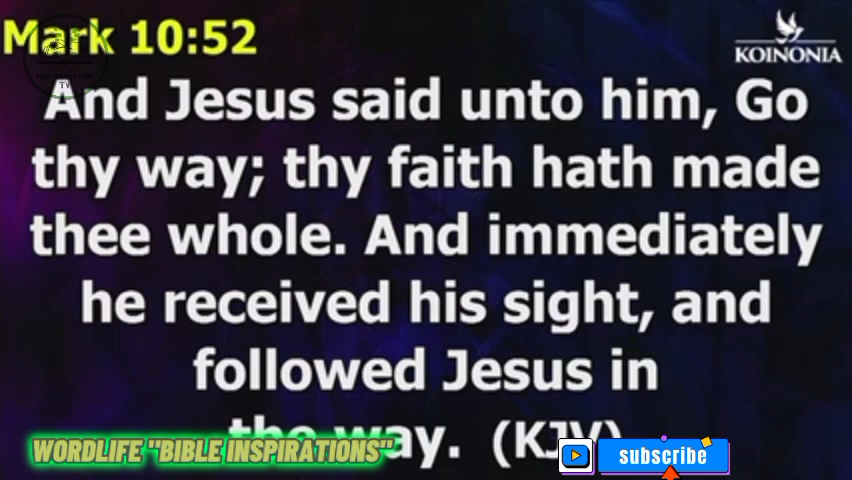 Mark 10:52
KOINONIA
And Jesus said unto him, Go
thy way; thy faith hath made
thee whole. And immediately
he received his sight, and
followed Jesus in
the way. (KJV)
WORDLIFE "BIBLE INSPIRATIONS"
subscribe